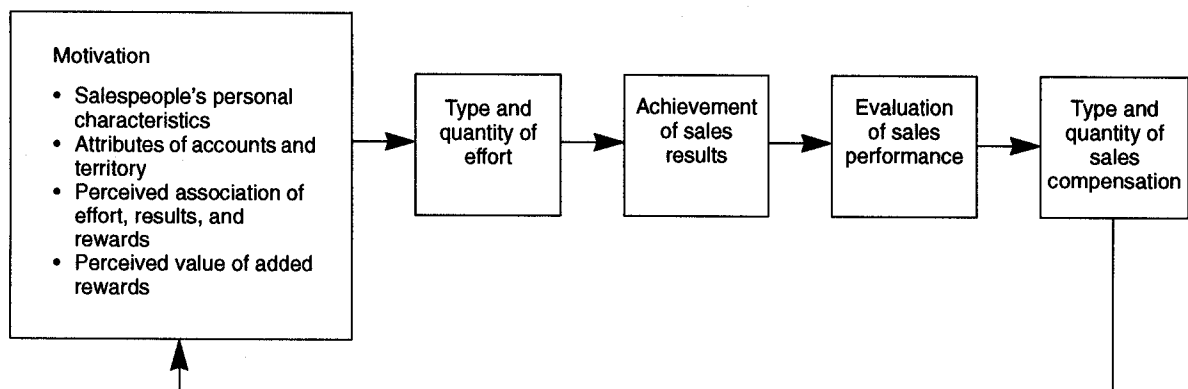 Motivation
• Salespeople's personal
characteristics
• Attributes of accounts and
territory
• Perceived association of
effort, results, and
rewards
• Perceived value of added
rewards
Type and
quantity of
effort
Achievement
of sales
results
Evaluation
of sales
performance
Type and
quantity of
sales
compensation